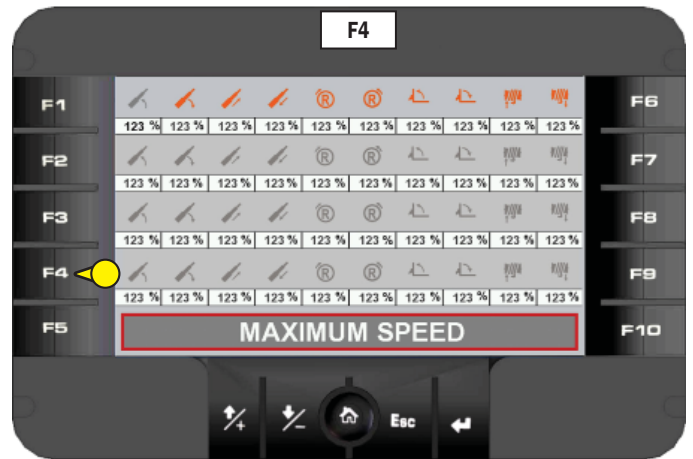 F4
F1 Ⓡ Ⓡ F6
123 % 123 % 123 % 123 % 123 % 123 % 123 % 123 % 123 % 123 %
F2 Ⓡ Ⓡ F7
123 % 123 % 123 % 123 % 123 % 123 % 123 % 123 % 123 % 123 %
F3 Ⓡ Ⓡ F8
123 % 123 % 123 % 123 % 123 % 123 % 123 % 123 % 123 % 123 %
F4 Ⓡ Ⓡ F9
123 % 123 % 123 % 123 % 123 % 123 % 123 % 123 % 123 % 123 %
F5 MAXIMUM SPEED F10
+ − Esc